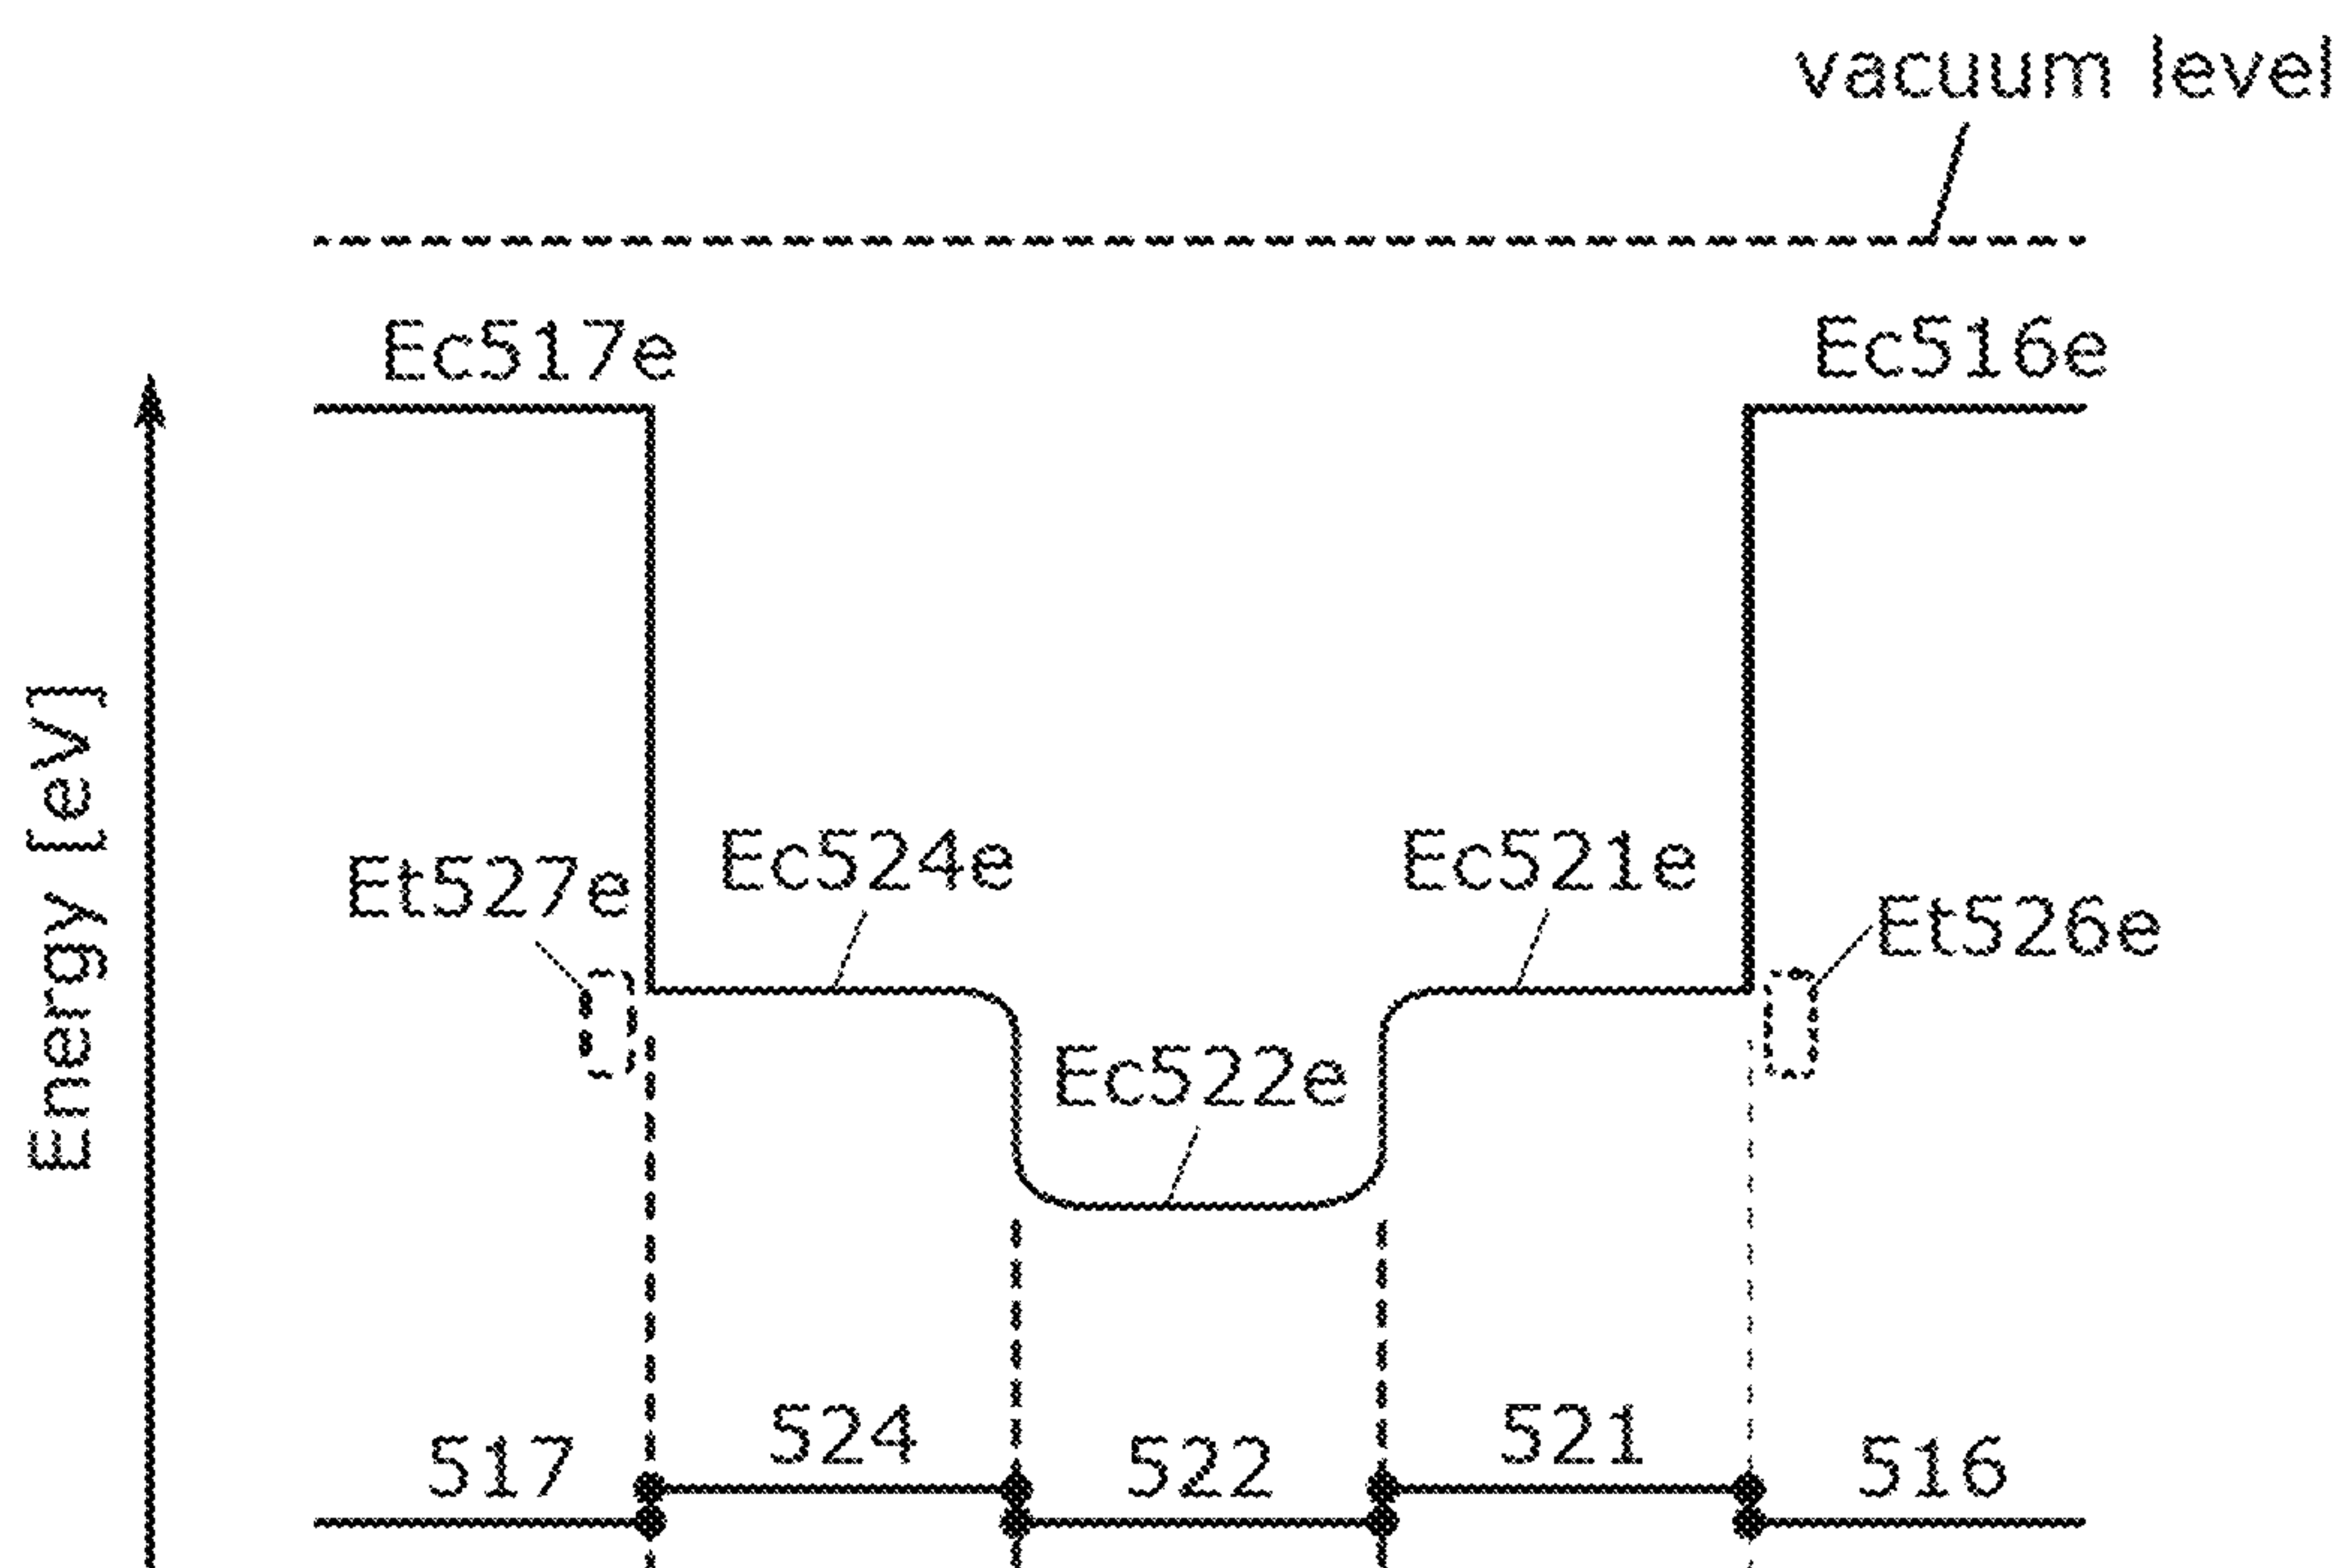 vacuum level
Ec517e
Ec516e
Energy [eV]
Ec524e
Ec521e
Et527e
Et526e
Ec522e
524
521
517
522
516